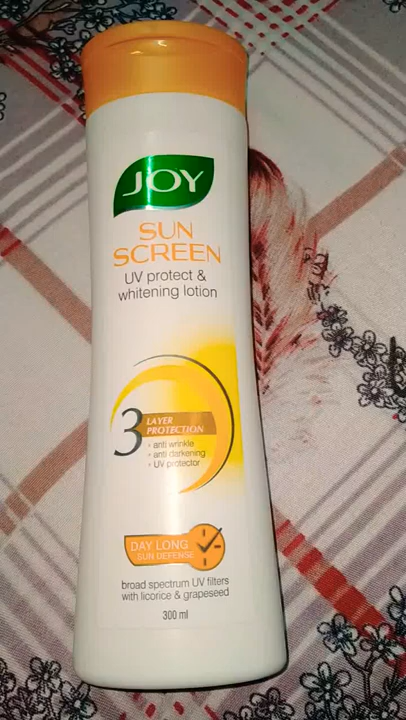 JOY
SUN
SCREEN
UV protect &
whitening lotion
3
LAYER
PROTECTION
• anti wrinkle
• anti darkening
• UV protector
DAY LONG
SUN DEFENSE
broad spectrum UV filters
with licorice & grapeseed
300 ml